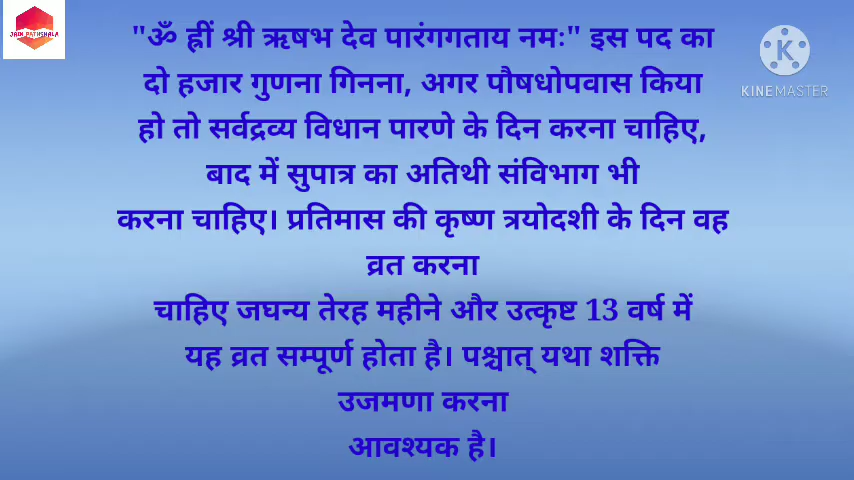 JAIN PATHSHALA
K
KINEMASTER
"ॐ ह्रीं श्री ऋषभ देव पारंगगताय नमः" इस पद का
दो हजार गुणना गिनना, अगर पौषधोपवास किया
हो तो सर्वद्रव्य विधान पारणे के दिन करना चाहिए,
बाद में सुपात्र का अतिथी संविभाग भी
करना चाहिए। प्रतिमास की कृष्ण त्रयोदशी के दिन वह
व्रत करना
चाहिए जघन्य तेरह महीने और उत्कृष्ट 13 वर्ष में
यह व्रत सम्पूर्ण होता है। पश्चात् यथा शक्ति
उजमणा करना
आवश्यक है।